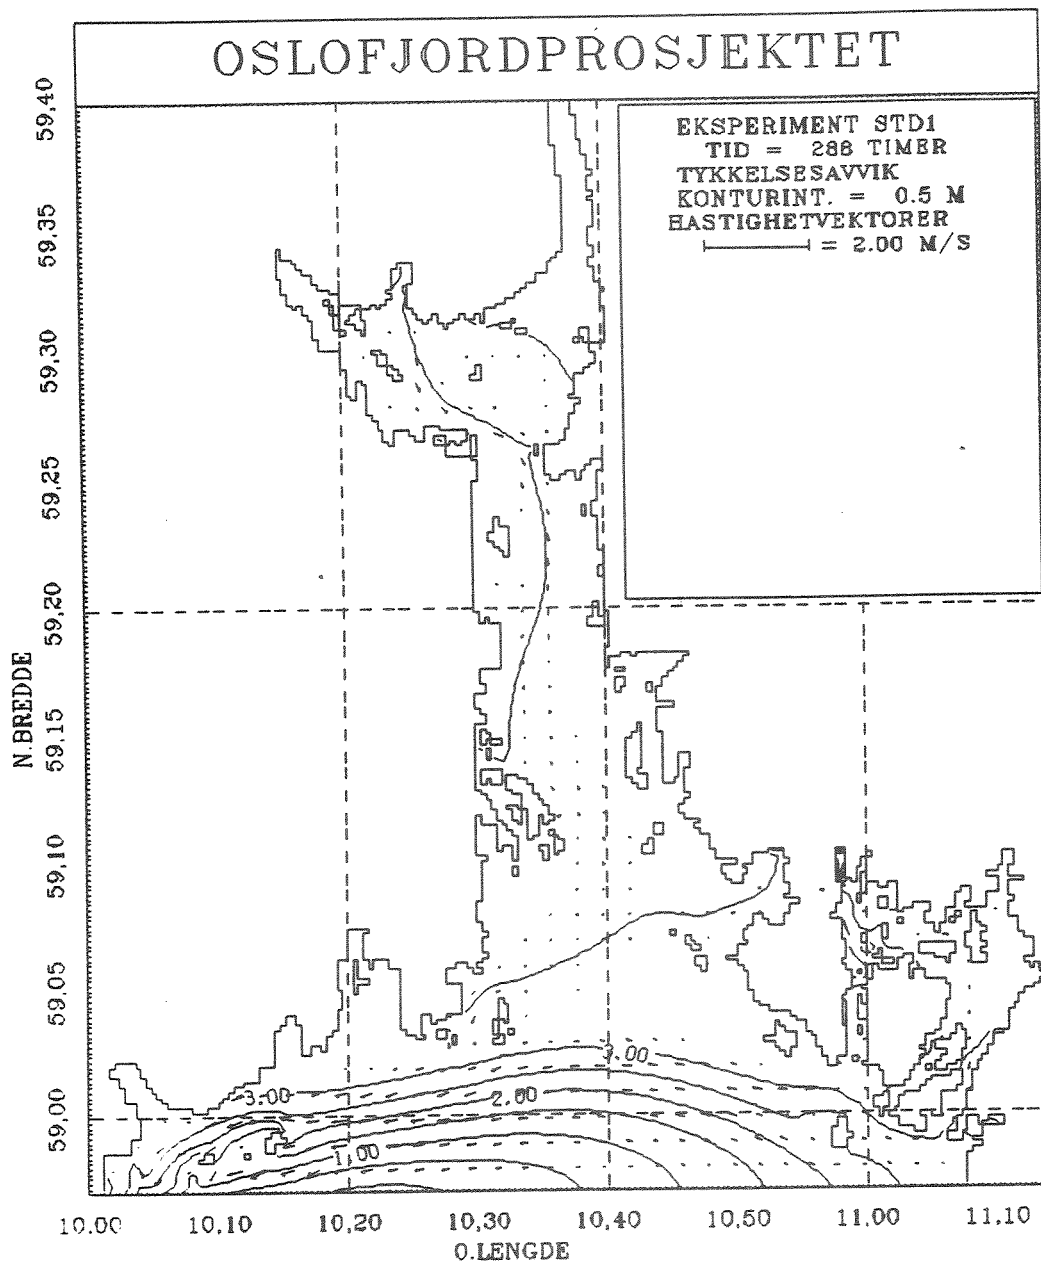 OSLOFJORDPROSJEKTET
EKSPERIMENT STD1
TID = 288 TIMER
TYKKELSESAVVIK
KONTURINT. = 0.5 M
HASTIGHETVEKTORER
= 2.00 M/S
59,40
59,35
59,30
59,25
59,20
59,15
59,10
59,05
59,00
N.BREDDE
3.00
3.00
2.00
1.00
10.00
10,10
10,20
10,30
10,40
10,50
11,00
11,10
O.LENGDE